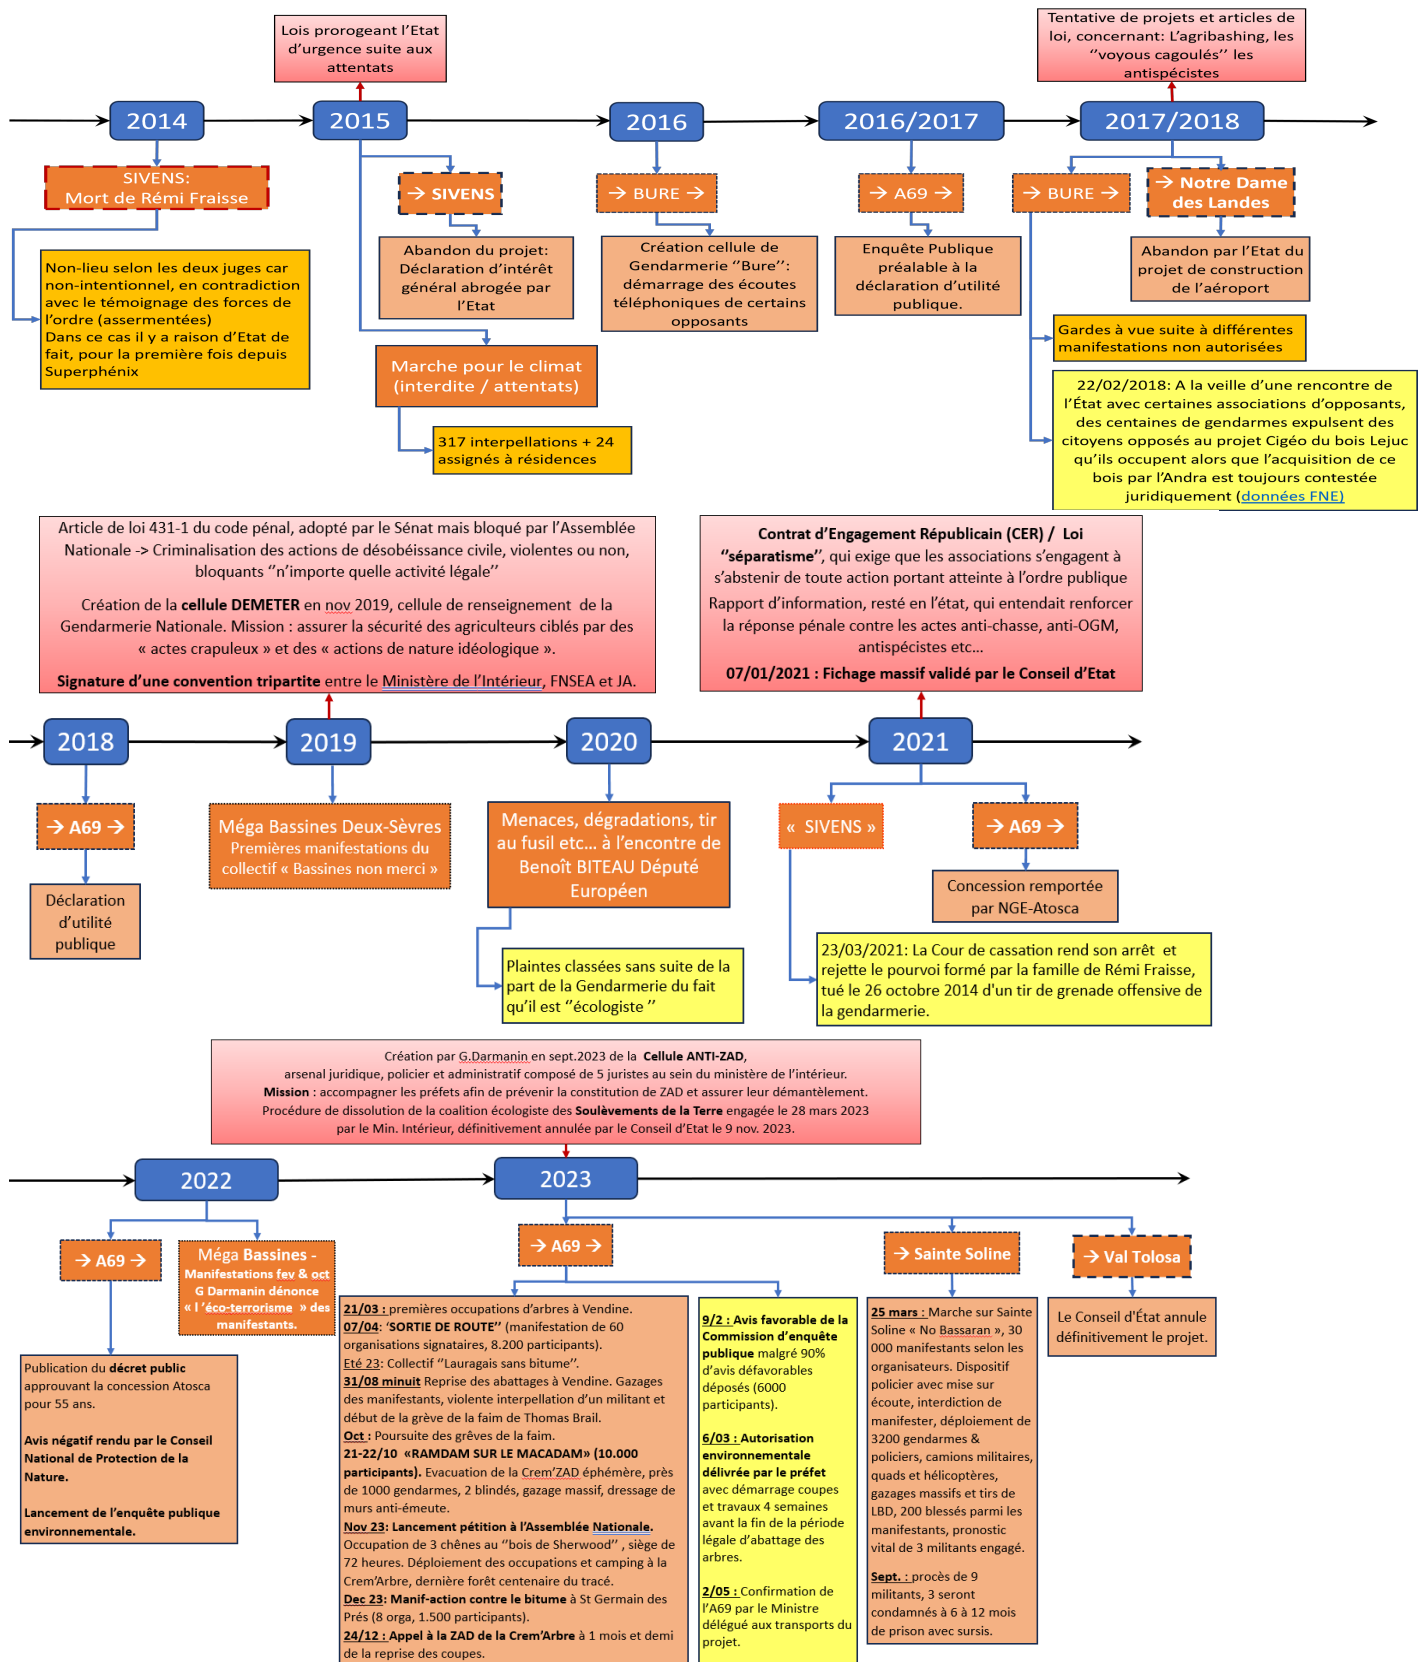 Lois prorogeant l’Etat
d’urgence suite aux
attentats
Tentative de projets et articles de
loi, concernant: L’agribashing, les
‘’voyous cagoulés’’ les
antispécistes
2014
2015
2016
2016/2017
2017/2018
SIVENS:
Mort de Rémi Fraisse
→ SIVENS
→ BURE →
→ A69 →
→ BURE →
→ Notre Dame
des Landes
Non-lieu selon les deux juges car
non-intentionnel, en contradiction
avec le témoignage des forces de
l’ordre (assermentées)
Dans ce cas il y a raison d’Etat de
fait, pour la première fois depuis
Superphénix
Abandon du projet:
Déclaration d’intérêt
général abrogée par
l’Etat
Marche pour le climat
(interdite / attentats)
317 interpellations + 24
assignés à résidences
Création cellule de
Gendarmerie ‘’Bure’’:
démarrage des écoutes
téléphoniques de certains
opposants
Enquête Publique
préalable à la
déclaration d’utilité
publique.
Abandon par l’Etat du
projet de construction
de l’aéroport
Gardes à vue suite à différentes
manifestations non autorisées
22/02/2018: A la veille d’une rencontre de
l’État avec certaines associations d’opposants,
des centaines de gendarmes expulsent des
citoyens opposés au projet Cigéo du bois Lejuc
qu’ils occupent alors que l’acquisition de ce
bois par l’Andra est toujours contestée
juridiquement (données FNE)
Article de loi 431-1 du code pénal, adopté par le Sénat mais bloqué par l’Assemblée
Nationale -> Criminalisation des actions de désobéissance civile, violentes ou non,
bloquants ‘’n’importe quelle activité légale’’
Création de la cellule DEMETER en nov 2019, cellule de renseignement de la
Gendarmerie Nationale. Mission : assurer la sécurité des agriculteurs ciblés par des
« actes crapuleux » et des « actions de nature idéologique ».
Signature d’une convention tripartite entre le Ministère de l’Intérieur, FNSEA et JA.
Contrat d’Engagement Républicain (CER) / Loi
‘’séparatisme’’, qui exige que les associations s’engagent à
s’abstenir de toute action portant atteinte à l’ordre publique
Rapport d’information, resté en l’état, qui entendait renforcer
la réponse pénale contre les actes anti-chasse, anti-OGM,
antispécistes etc...
07/01/2021 : Fichage massif validé par le Conseil d’Etat
2018
2019
2020
2021
→ A69 →
Déclaration
d’utilité
publique
Méga Bassines Deux-Sèvres
Premières manifestations du
collectif « Bassines non merci »
Menaces, dégradations, tir
au fusil etc... à l’encontre de
Benoît BITEAU Député
Européen
Plaintes classées sans suite de la
part de la Gendarmerie du fait
qu’il est ‘’écologiste ’’
« SIVENS »
→ A69 →
Concession remportée
par NGE-Atosca
23/03/2021: La Cour de cassation rend son arrêt et
rejette le pourvoi formé par la famille de Rémi Fraisse,
tué le 26 octobre 2014 d'un tir de grenade offensive de
la gendarmerie.
Création par G.Darmanin en sept.2023 de la Cellule ANTI-ZAD,
arsenal juridique, policier et administratif composé de 5 juristes au sein du ministère de l’intérieur.
Mission : accompagner les préfets afin de prévenir la constitution de ZAD et assurer leur démantèlement.
Procédure de dissolution de la coalition écologiste des Soulèvements de la Terre engagée le 28 mars 2023
par le Min. Intérieur, définitivement annulée par le Conseil d’Etat le 9 nov. 2023.
2022
2023
→ A69 →
Méga Bassines -
Manifestations fev & oct
G Darmanin dénonce
« l ’éco-terrorisme » des
manifestants.
Publication du décret public
approuvant la concession Atosca
pour 55 ans.
Avis négatif rendu par le Conseil
National de Protection de la
Nature.
Lancement de l’enquête publique
environnementale.
→ A69 →
21/03 : premières occupations d’arbres à Vendine.
07/04: ‘SORTIE DE ROUTE’’ (manifestation de 60
organisations signataires, 8.200 participants).
Eté 23: Collectif ‘’Lauragais sans bitume’’.
31/08 minuit Reprise des abattages à Vendine. Gazages
des manifestants, violente interpellation d’un militant et
début de la grève de la faim de Thomas Brail.
Oct : Poursuite des grêves de la faim.
21-22/10 «RAMDAM SUR LE MACADAM» (10.000
participants). Evacuation de la Crem’ZAD éphémère, près
de 1000 gendarmes, 2 blindés, gazage massif, dressage de
murs anti-émeute.
Nov 23: Lancement pétition à l’Assemblée Nationale.
Occupation de 3 chênes au ‘’bois de Sherwood’’ , siège de
72 heures. Déploiement des occupations et camping à la
Crem’Arbre, dernière forêt centenaire du tracé.
Dec 23: Manif-action contre le bitume à St Germain des
Prés (8 orga, 1.500 participants).
24/12 : Appel à la ZAD de la Crem’Arbre à 1 mois et demi
de la reprise des coupes.
9/2 : Avis favorable de la
Commission d’enquête
publique malgré 90%
d’avis défavorables
déposés (6000
participants).
6/03 : Autorisation
environnementale
délivrée par le préfet
avec démarrage coupes
et travaux 4 semaines
avant la fin de la période
légale d’abattage des
arbres.
2/05 : Confirmation de
l’A69 par le Ministre
délégué aux transports du
projet.
→ Sainte Soline
25 mars : Marche sur Sainte
Soline « No Bassaran », 30
000 manifestants selon les
organisateurs. Dispositif
policier avec mise sur
écoute, interdiction de
manifester, déploiement de
3200 gendarmes &
policiers, camions militaires,
quads et hélicoptères,
gazages massifs et tirs de
LBD, 200 blessés parmi les
manifestants, pronostic
vital de 3 militants engagé.
Sept. : procès de 9
militants, 3 seront
condamnés à 6 à 12 mois
de prison avec sursis.
→ Val Tolosa
Le Conseil d'État annule
définitivement le projet.